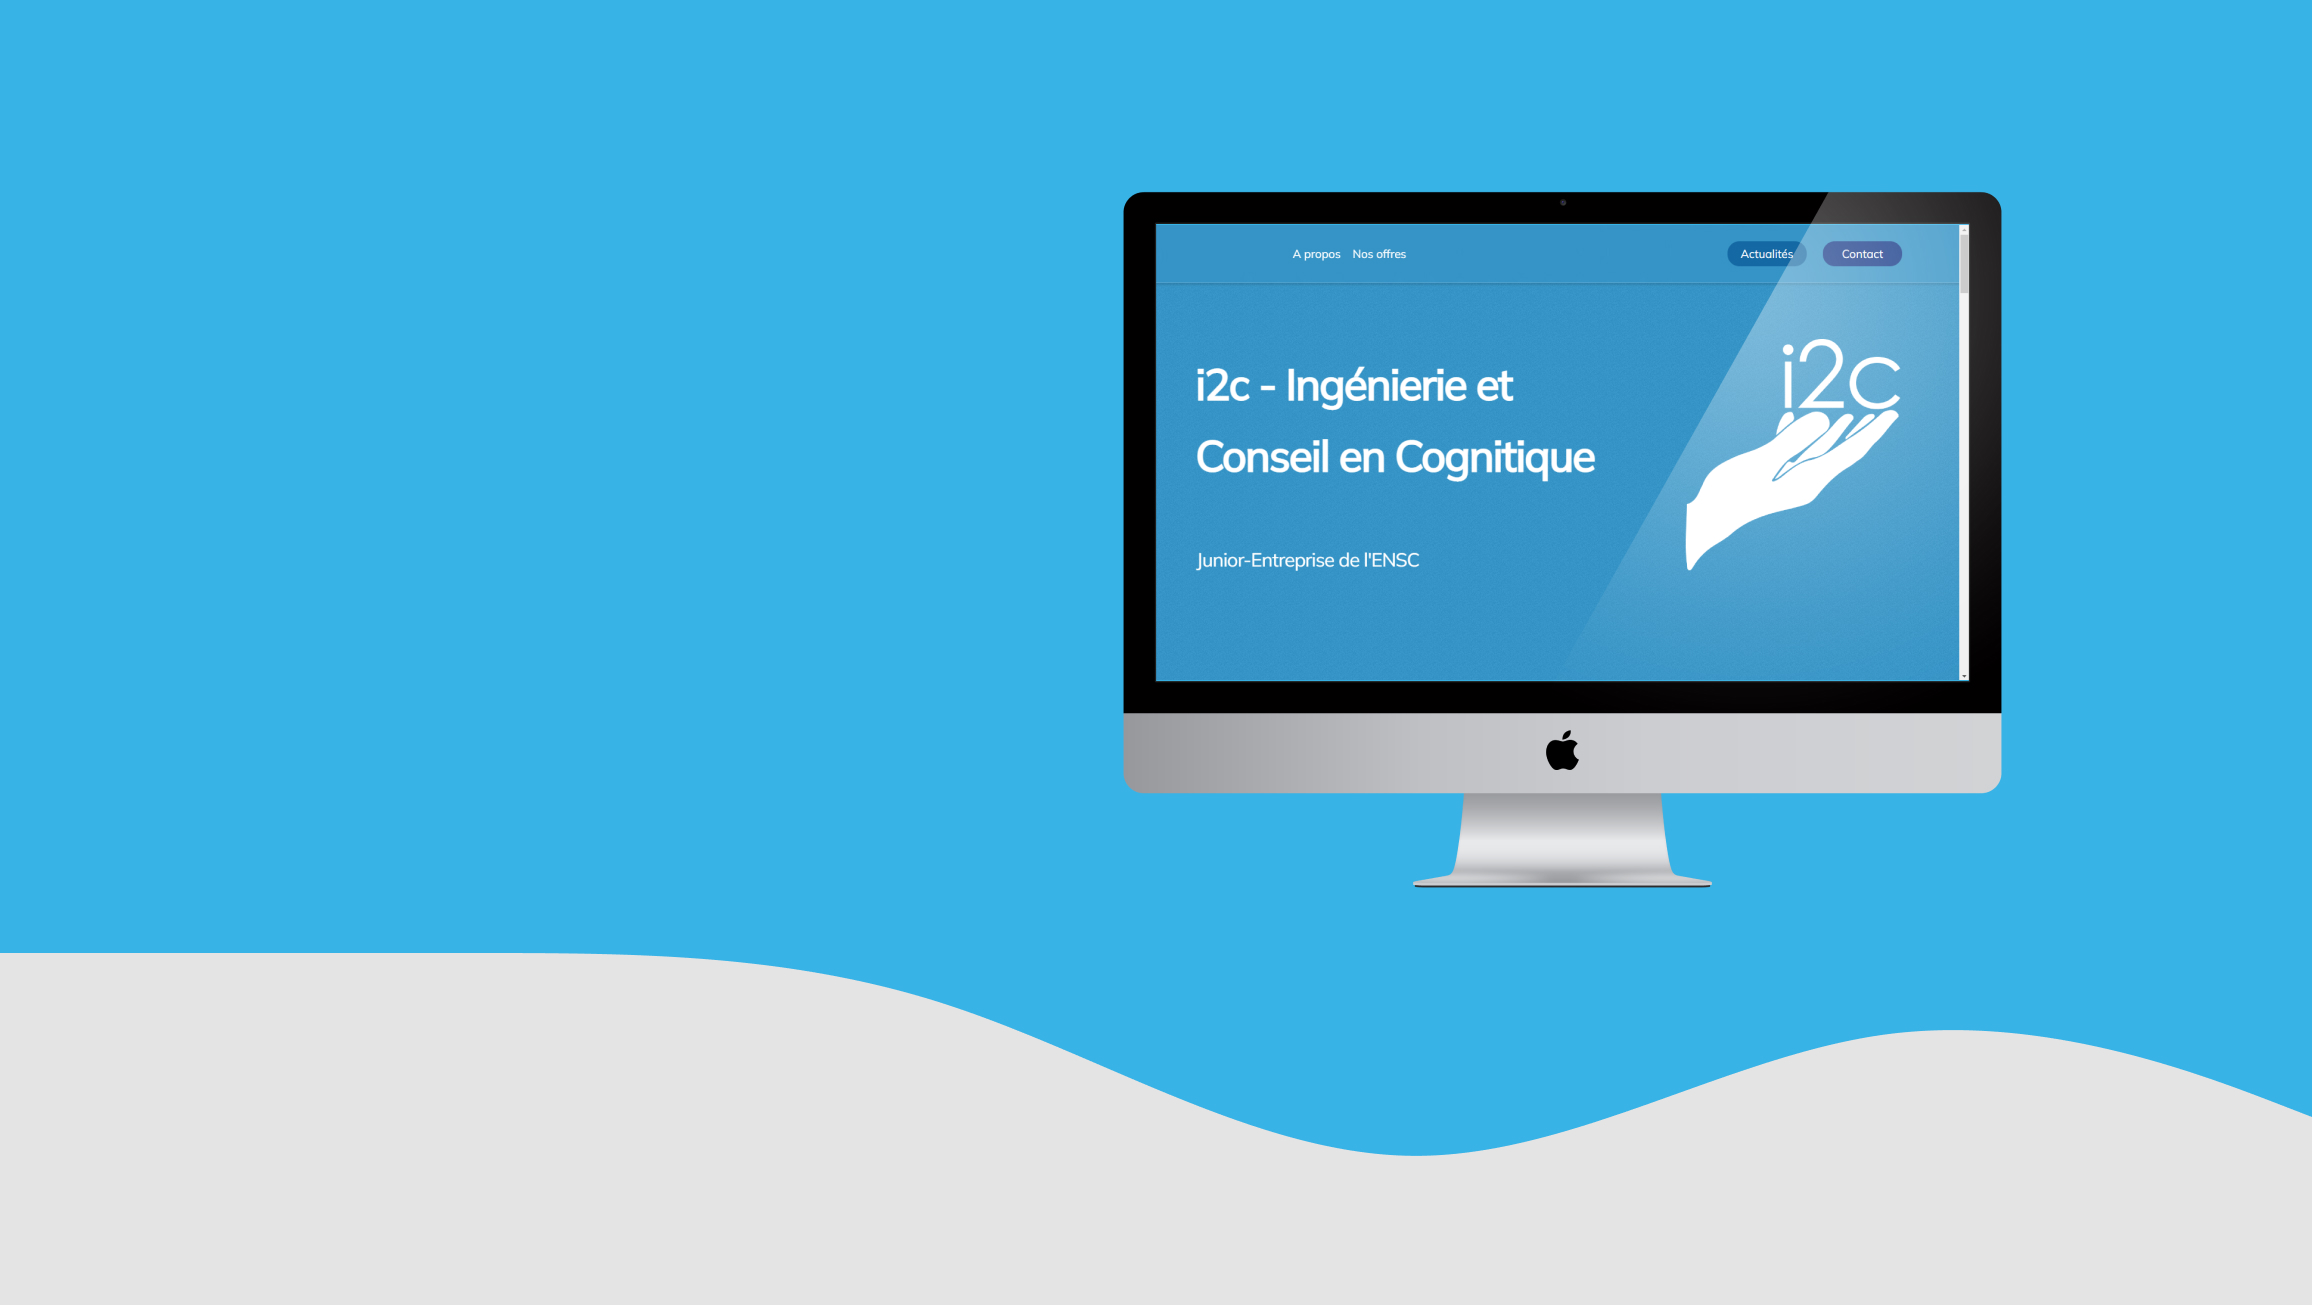 A propos Nos offres Actualités Contact
i2c - Ingénierie et
Conseil en Cognitique
Junior-Entreprise de l'ENSC
i2c